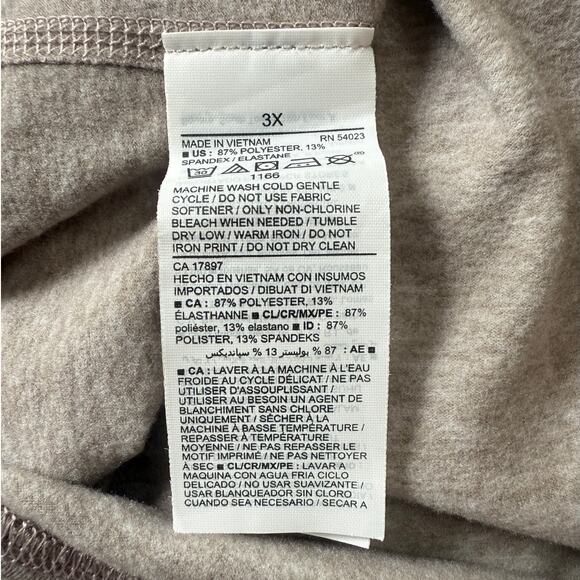 3X
MADE IN VIETNAM RN 54023
■ US : 87% POLYESTER, 13%
SPANDEX / ELASTANE
30
1166
MACHINE WASH COLD GENTLE
CYCLE / DO NOT USE FABRIC
SOFTENER / ONLY NON-CHLORINE
BLEACH WHEN NEEDED / TUMBLE
DRY LOW / WARM IRON / DO NOT
IRON PRINT / DO NOT DRY CLEAN
CA 17897
HECHO EN VIETNAM CON INSUMOS
IMPORTADOS / DIBUAT DI VIETNAM
■ CA : 87% POLYESTER, 13%
ÉLASTHANNE ■ CL/CR/MX/PE : 87%
poliéster, 13% elastano ■ ID : 87%
POLISTER, 13% SPANDEKS
AE : 87 % بوليستر 13 % سباندیکس
■ CA : LAVER À LA MACHINE À L'EAU
FROIDE AU CYCLE DÉLICAT / NE PAS
UTILISER D'ASSOUPLISSANT /
UTILISER AU BESOIN UN AGENT DE
BLANCHIMENT SANS CHLORE
UNIQUEMENT / SÉCHER À LA
MACHINE À BASSE TEMPÉRATURE /
REPASSER À TEMPÉRATURE
MOYENNE / NE PAS REPASSER LE
MOTIF IMPRIMÉ / NE PAS NETTOYER
À SEC ■ CL/CR/MX/PE : LAVAR A
MAQUINA CON AGUA FRIA CICLO
DELICADO / NO USAR SUAVIZANTE /
USAR BLANQUEADOR SIN CLORO
CUANDO SEA NECESARIO / SECAR A